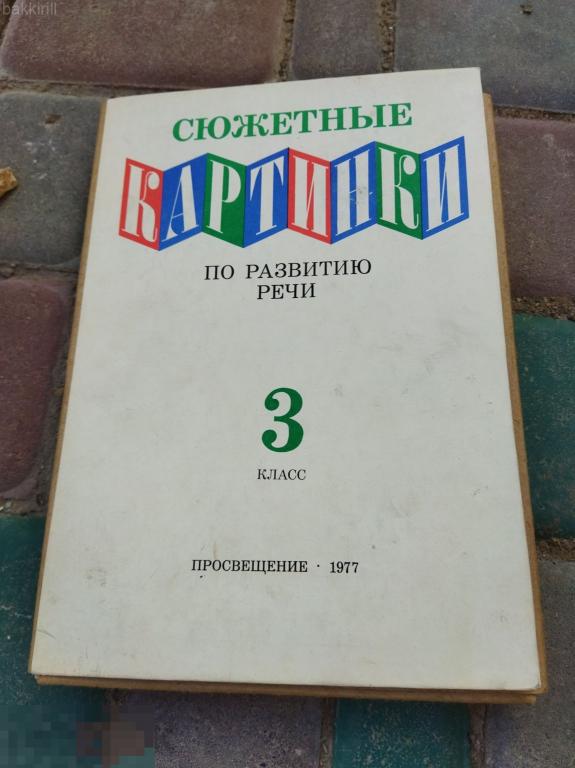 bakkirill
СЮЖЕТНЫЕ
КАРТИНКИ
ПО РАЗВИТИЮ
РЕЧИ
3
КЛАСС
ПРОСВЕЩЕНИЕ · 1977